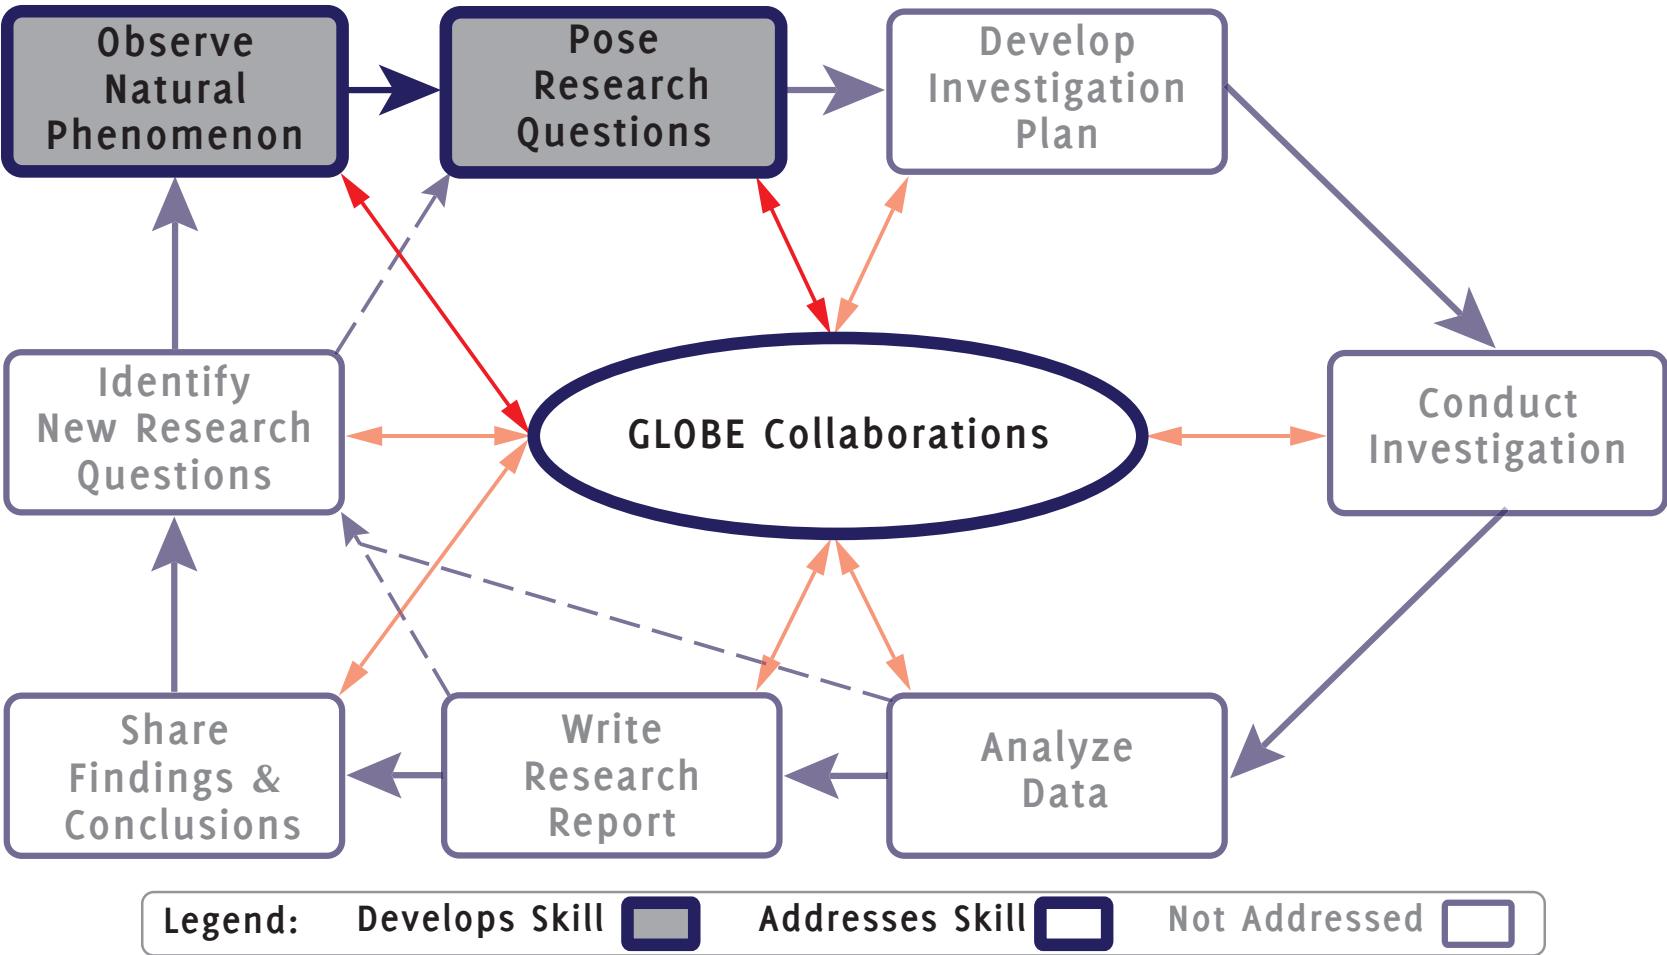 Observe
Natural
Phenomenon
Pose
Research
Questions
Develop
Investigation
Plan
Identify
New Research
Questions
GLOBE Collaborations
Conduct
Investigation
Share
Findings &
Conclusions
Write
Research
Report
Analyze
Data
Legend: Develops Skill Addresses Skill Not Addressed